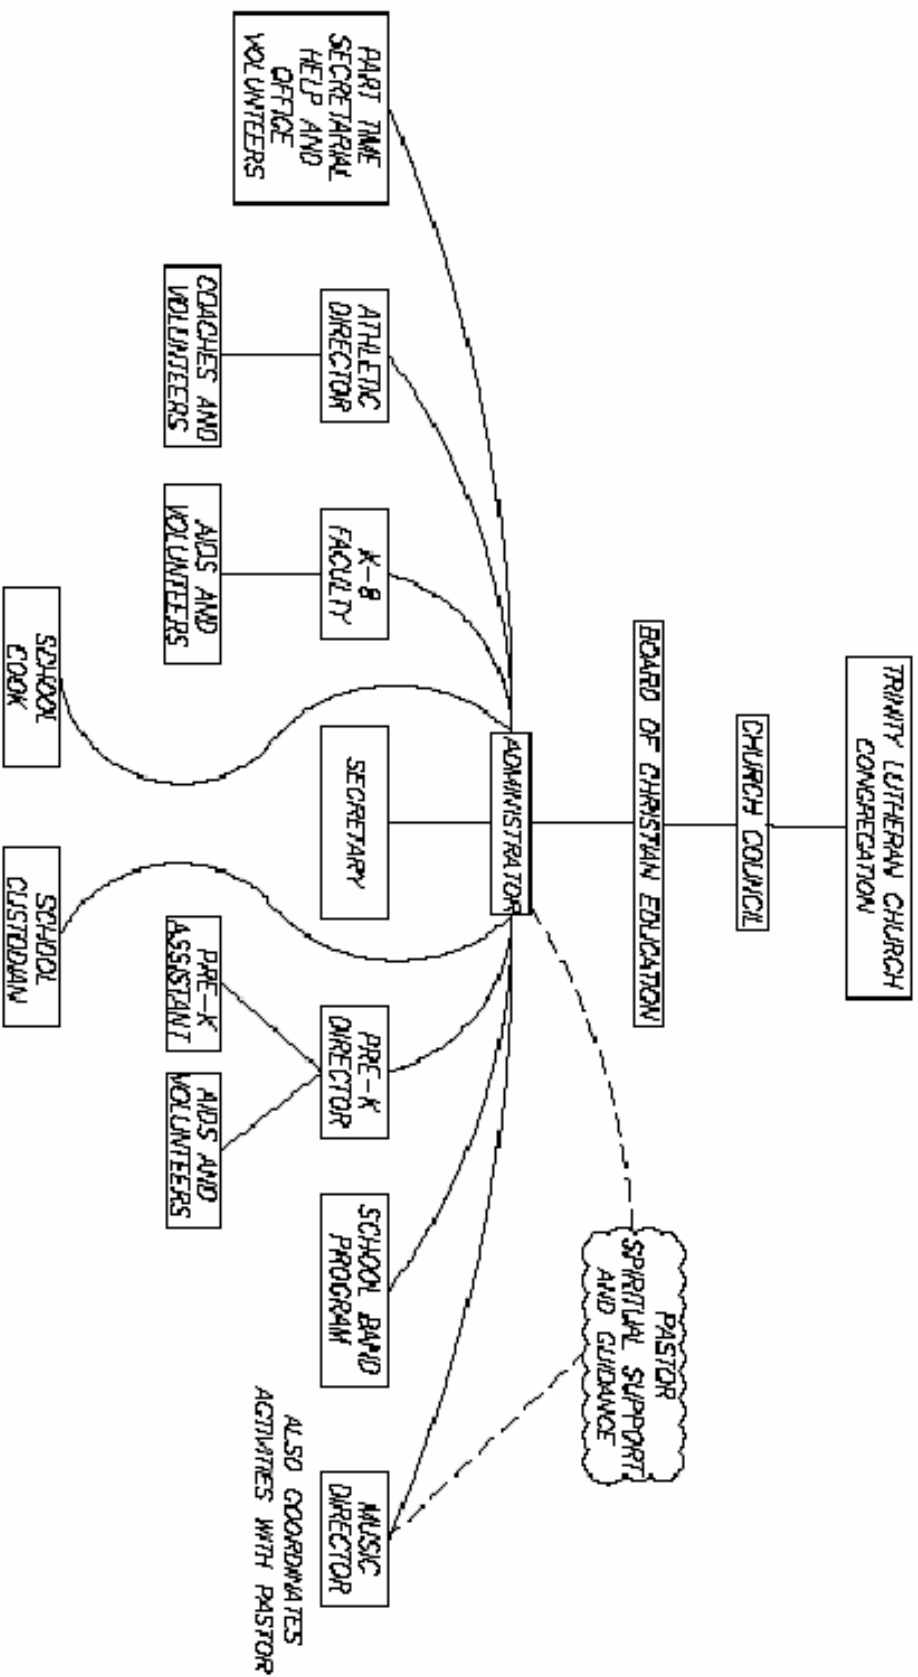 TRINITY LUTHERAN CHURCH
CONGREGATION
CHURCH COUNCIL
BOARD OF CHRISTIAN EDUCATION
PASTOR
SPIRITUAL SUPPORT
AND GUIDANCE
ADMINISTRATOR
PART TIME
SECRETARIAL
HELP AND
OFFICE
VOLUNTEERS
ATHLETIC
DIRECTOR
K-8
FACULTY
SECRETARY
PRE-K
DIRECTOR
SCHOOL BAND
PROGRAM
MUSIC
DIRECTOR
ALSO COORDINATES
ACTIVITIES WITH PASTOR
COACHES AND
VOLUNTEERS
AIDS AND
VOLUNTEERS
PRE-K
ASSISTANT
AIDS AND
VOLUNTEERS
SCHOOL
COOK
SCHOOL
CUSTODIAN